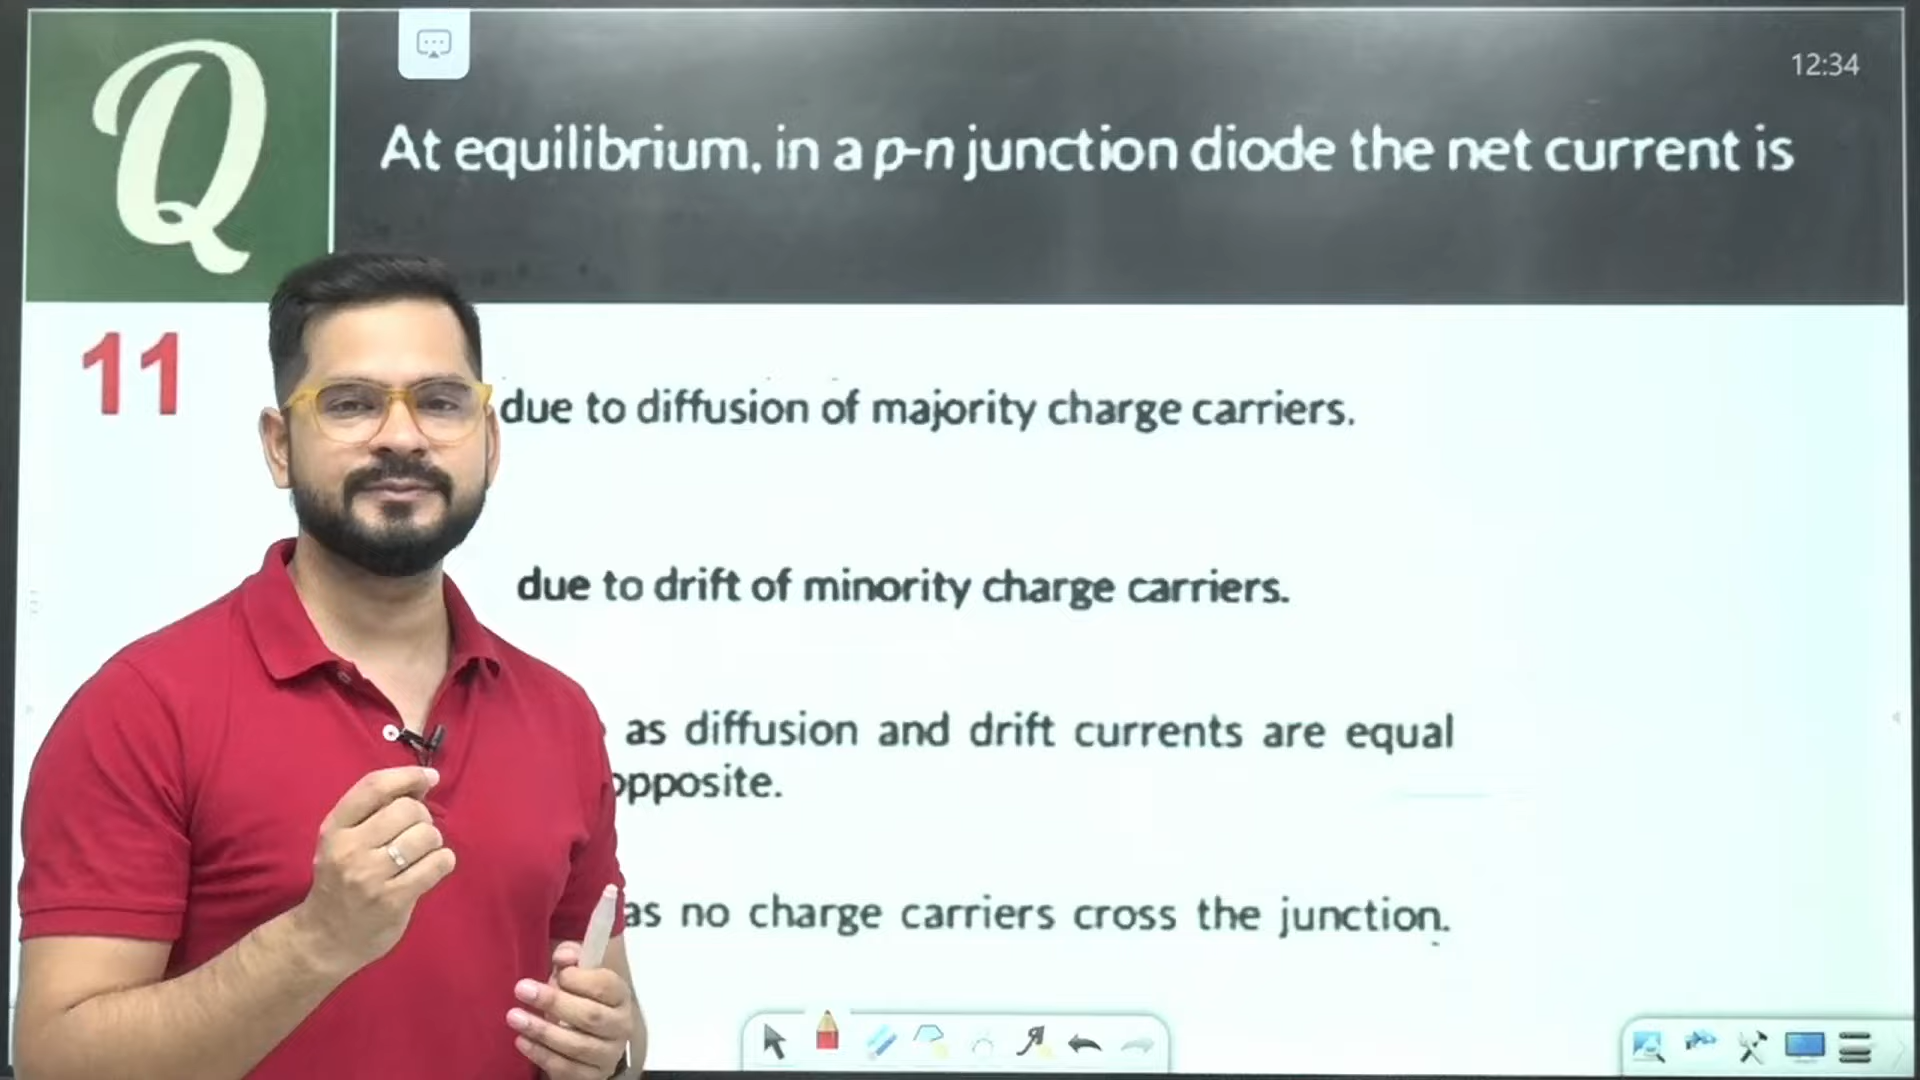 Q
12:34
At equilibrium, in a p-n junction diode the net current is
11
due to diffusion of majority charge carriers.
due to drift of minority charge carriers.
as diffusion and drift currents are equal
opposite.
as no charge carriers cross the junction.